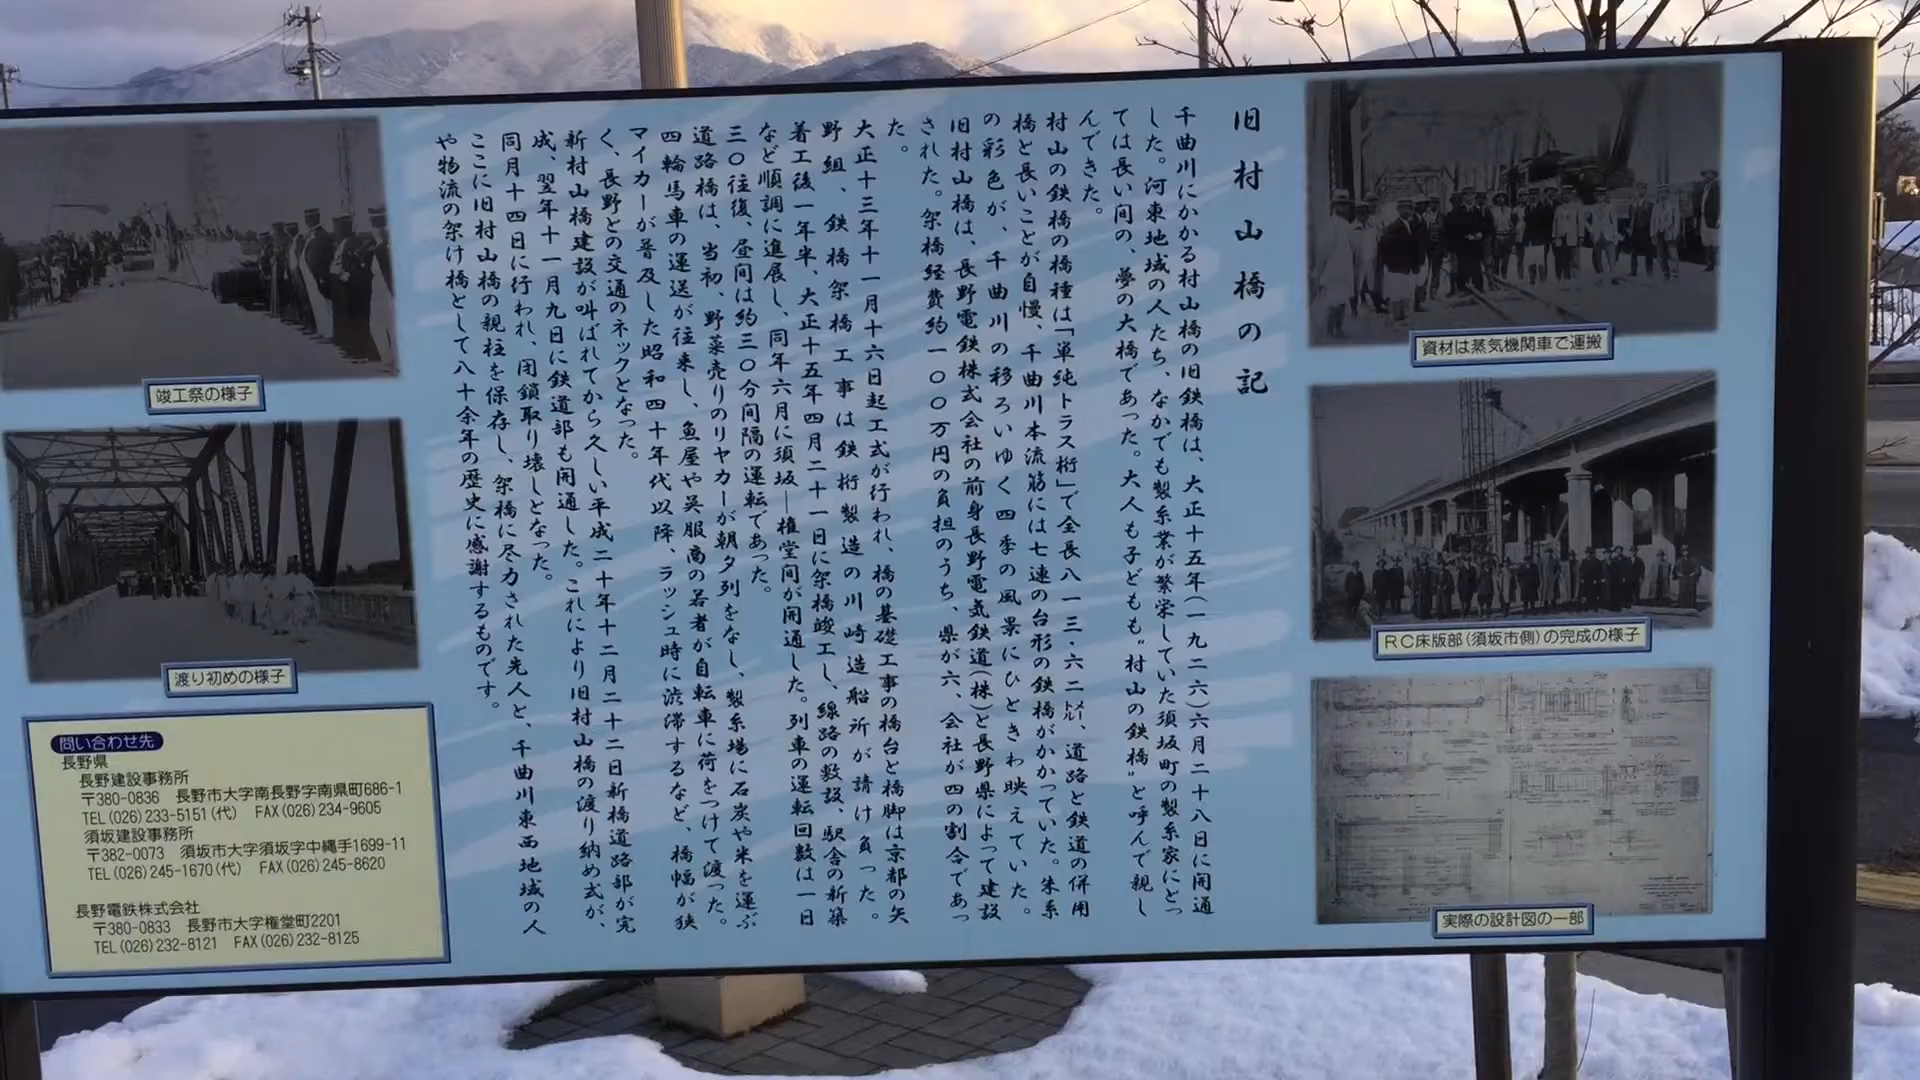 旧村山橋の記
千曲川にかかる村山橋の旧鉄橋は、大正十五年(一九二六)六月二十八日に開通
した。河東地域の人たち、なかでも製糸業が繁栄していた須坂町の製糸家にとっ
ては長い間の、夢の大橋であった。大人も子どもも〝村山の鉄橋〟と呼んで親し
んできた。
村山の鉄橋の橋種は「単純トラス桁」で全長八一三・六二メートル、道路と鉄道の併用
橋と長いことが自慢、千曲川本流筋には七連の台形の鉄橋がかかっていた。朱系
の彩色が、千曲川の移ろいゆく四季の風景にひときわ映えていた。
旧村山橋は、長野電鉄株式会社の前身長野電気鉄道(株)と長野県によって建設
された。架橋経費約一〇〇万円の負担のうち、県が六、会社が四の割合であっ
た。
大正十三年十一月十六日起工式が行われ、橋の基礎工事の橋台と橋脚は京都の矢
野組、鉄橋架橋工事は鉄桁製造の川崎造船所が請け負った。
着工後一年半、大正十五年四月二十一日に架橋竣工し、線路の敷設、駅舎の新築
など順調に進展し、同年六月に須坂―権堂間が開通した。列車の運転回数は一日
三〇往復、昼間は約三〇分間隔の運転であった。
道路橋は、当初、野菜売りのリヤカーが朝夕列をなし、製糸場に石炭や米を運ぶ
四輪馬車の運送が往来し、魚屋や呉服商の若者が自転車に荷をつけて渡った。
マイカーが普及した昭和四十年代以降、ラッシュ時に渋滞するなど、橋幅が狭
く、長野との交通のネックとなった。
新村山橋建設が叫ばれてから久しい平成二十年十二月二十二日新橋道路部が完
成、翌年十一月九日に鉄道部も開通した。これにより旧村山橋の渡り納め式が、
同月十四日に行われ、閉鎖取り壊しとなった。
ここに旧村山橋の親柱を保存し、架橋に尽力された先人と、千曲川東西地域の人
や物流の架け橋として八十余年の歴史に感謝するものです。
資材は蒸気機関車で運搬
RC床版部(須坂市側)の完成の様子
実際の設計図の一部
竣工祭の様子
渡り初めの様子
問い合わせ先
長野県
長野建設事務所
〒380-0836 長野市大字南長野字南県町686-1
TEL(026)233-5151(代) FAX(026)234-9605
須坂建設事務所
〒382-0073 須坂市大字須坂字中縄手1699-11
TEL(026)245-1670(代) FAX(026)245-8620
長野電鉄株式会社
〒380-0833 長野市大字権堂町2201
TEL(026)232-8121 FAX(026)232-8125